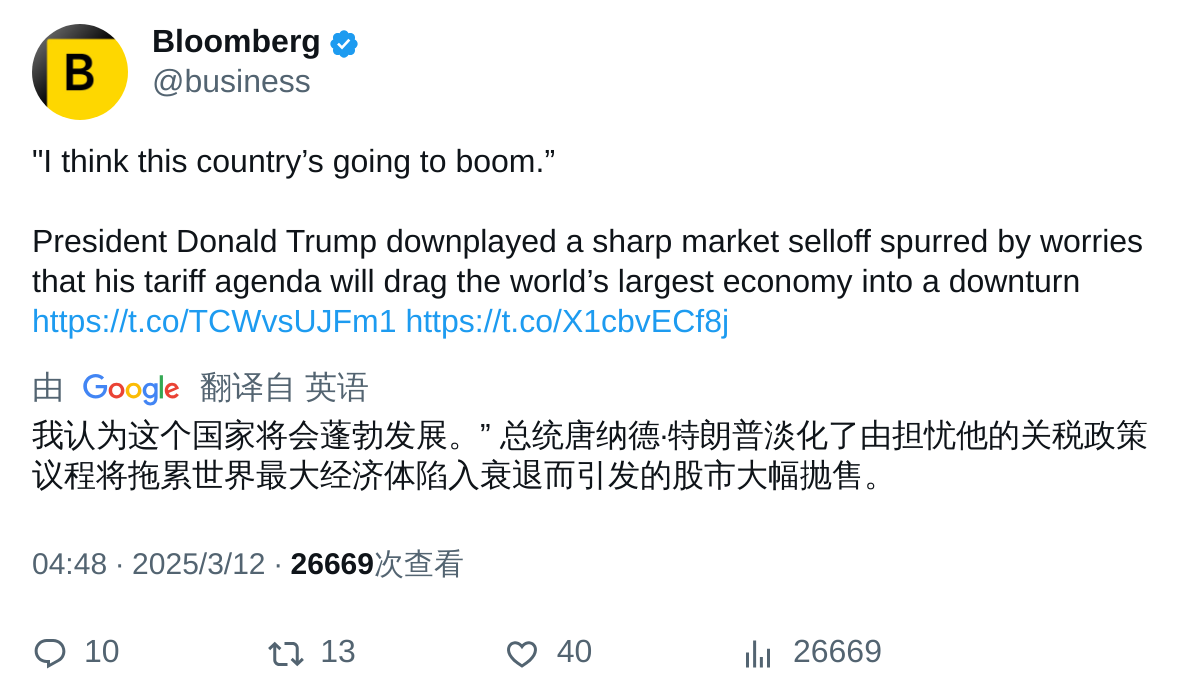 B
Bloomberg
@business
"I think this country’s going to boom.”
President Donald Trump downplayed a sharp market selloff spurred by worries
that his tariff agenda will drag the world’s largest economy into a downturn
https://t.co/TCWvsUJFm1 https://t.co/X1cbvECf8j
由 Google 翻译自 英语
我认为这个国家将会蓬勃发展。” 总统唐纳德·特朗普淡化了由担忧他的关税政策
议程将拖累世界最大经济体陷入衰退而引发的股市大幅抛售。
04:48 · 2025/3/12 · 26669次查看
10 13 40 26669